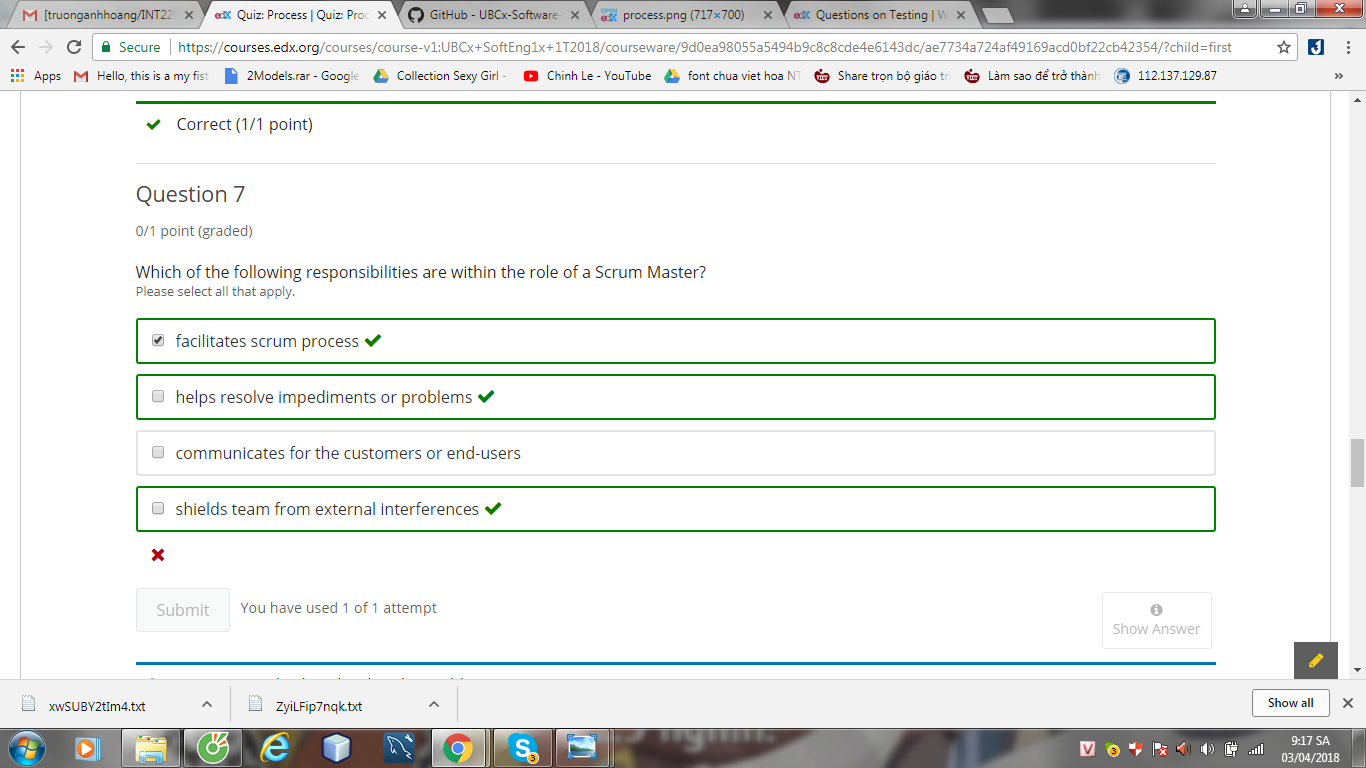 [truonganhhoang/INT22
Quiz: Process | Quiz: Proc
GitHub - UBCx-Software-
process.png (717×700)
Questions on Testing | W
Secure
https://courses.edx.org/courses/course-v1:UBCx+SoftEng1x+1T2018/courseware/9d0ea98055a5494b9c8c8cde4e6143dc/ae7734a724af49169acd0bf22cb42354/?child=first
Apps
Hello, this is a my fist
2Models.rar - Google
Collection Sexy Girl -
Chinh Le - YouTube
font chua viet hoa NT
Share trọn bộ giáo tri
Làm sao để trở thành
112.137.129.87
Correct (1/1 point)
Question 7
0/1 point (graded)
Which of the following responsibilities are within the role of a Scrum Master?
Please select all that apply.
facilitates scrum process
helps resolve impediments or problems
communicates for the customers or end-users
shields team from external interferences
Submit
You have used 1 of 1 attempt
Show Answer
xwSUBY2tIm4.txt
ZyiLFip7nqk.txt
Show all
9:17 SA
03/04/2018